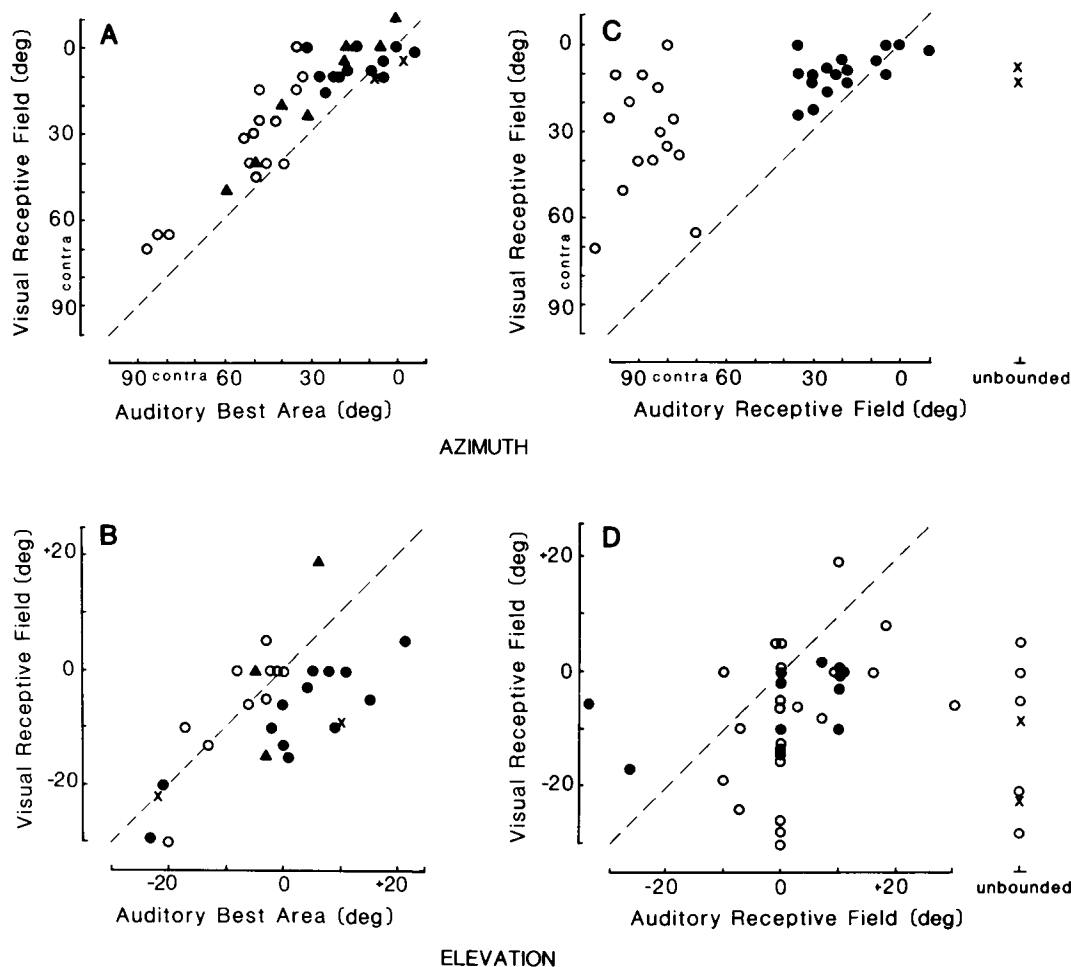 A
Visual Receptive Field (deg)
0
30
60
contra
90
90 contra 60 30 0
Auditory Best Area (deg)
C
Visual Receptive Field (deg)
0
30
60
contra
90
90 contra 60 30 0
unbounded
Auditory Receptive Field (deg)
AZIMUTH
B
Visual Receptive Field (deg)
+20
0
-20
-20 0 +20
Auditory Best Area (deg)
D
Visual Receptive Field (deg)
+20
0
-20
-20 0 +20
unbounded
Auditory Receptive Field (deg)
ELEVATION